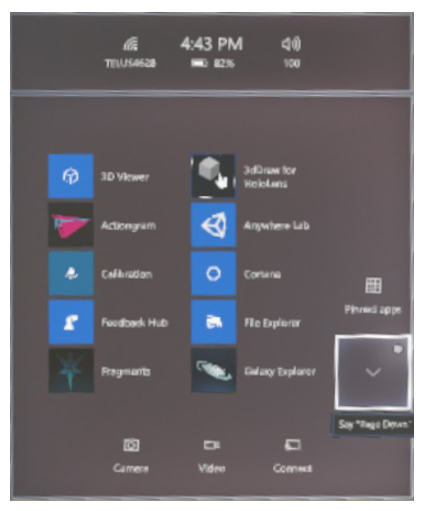 4:43 PM
TELUS4628 82% 100
3D Viewer
3dDraw for
HoloLens
Actiongram
Anywhere Lab
Calibration
Cortana
Feedback Hub
File Explorer
Fragments
Galaxy Explorer
Pinned apps
Say "Page Down"
Camera Video Connect